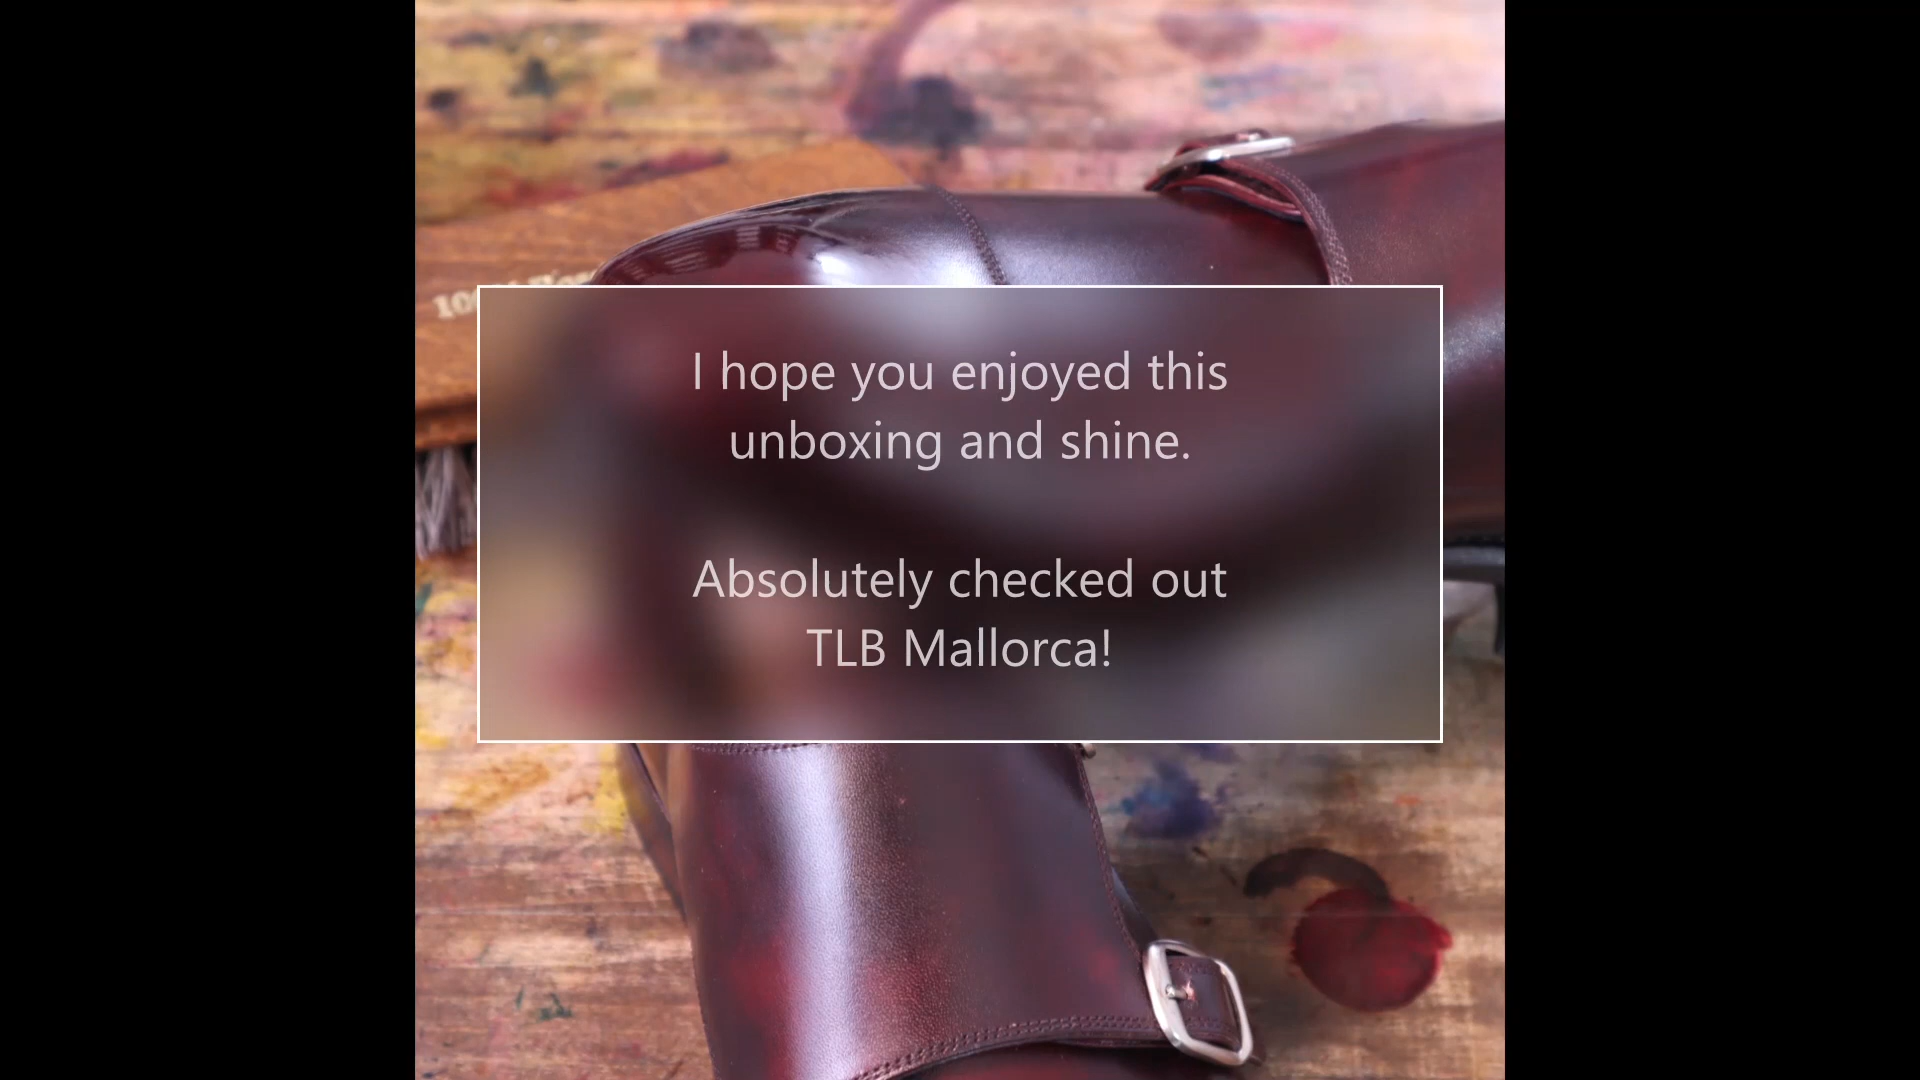 I hope you enjoyed this
unboxing and shine.
Absolutely checked out
TLB Mallorca!